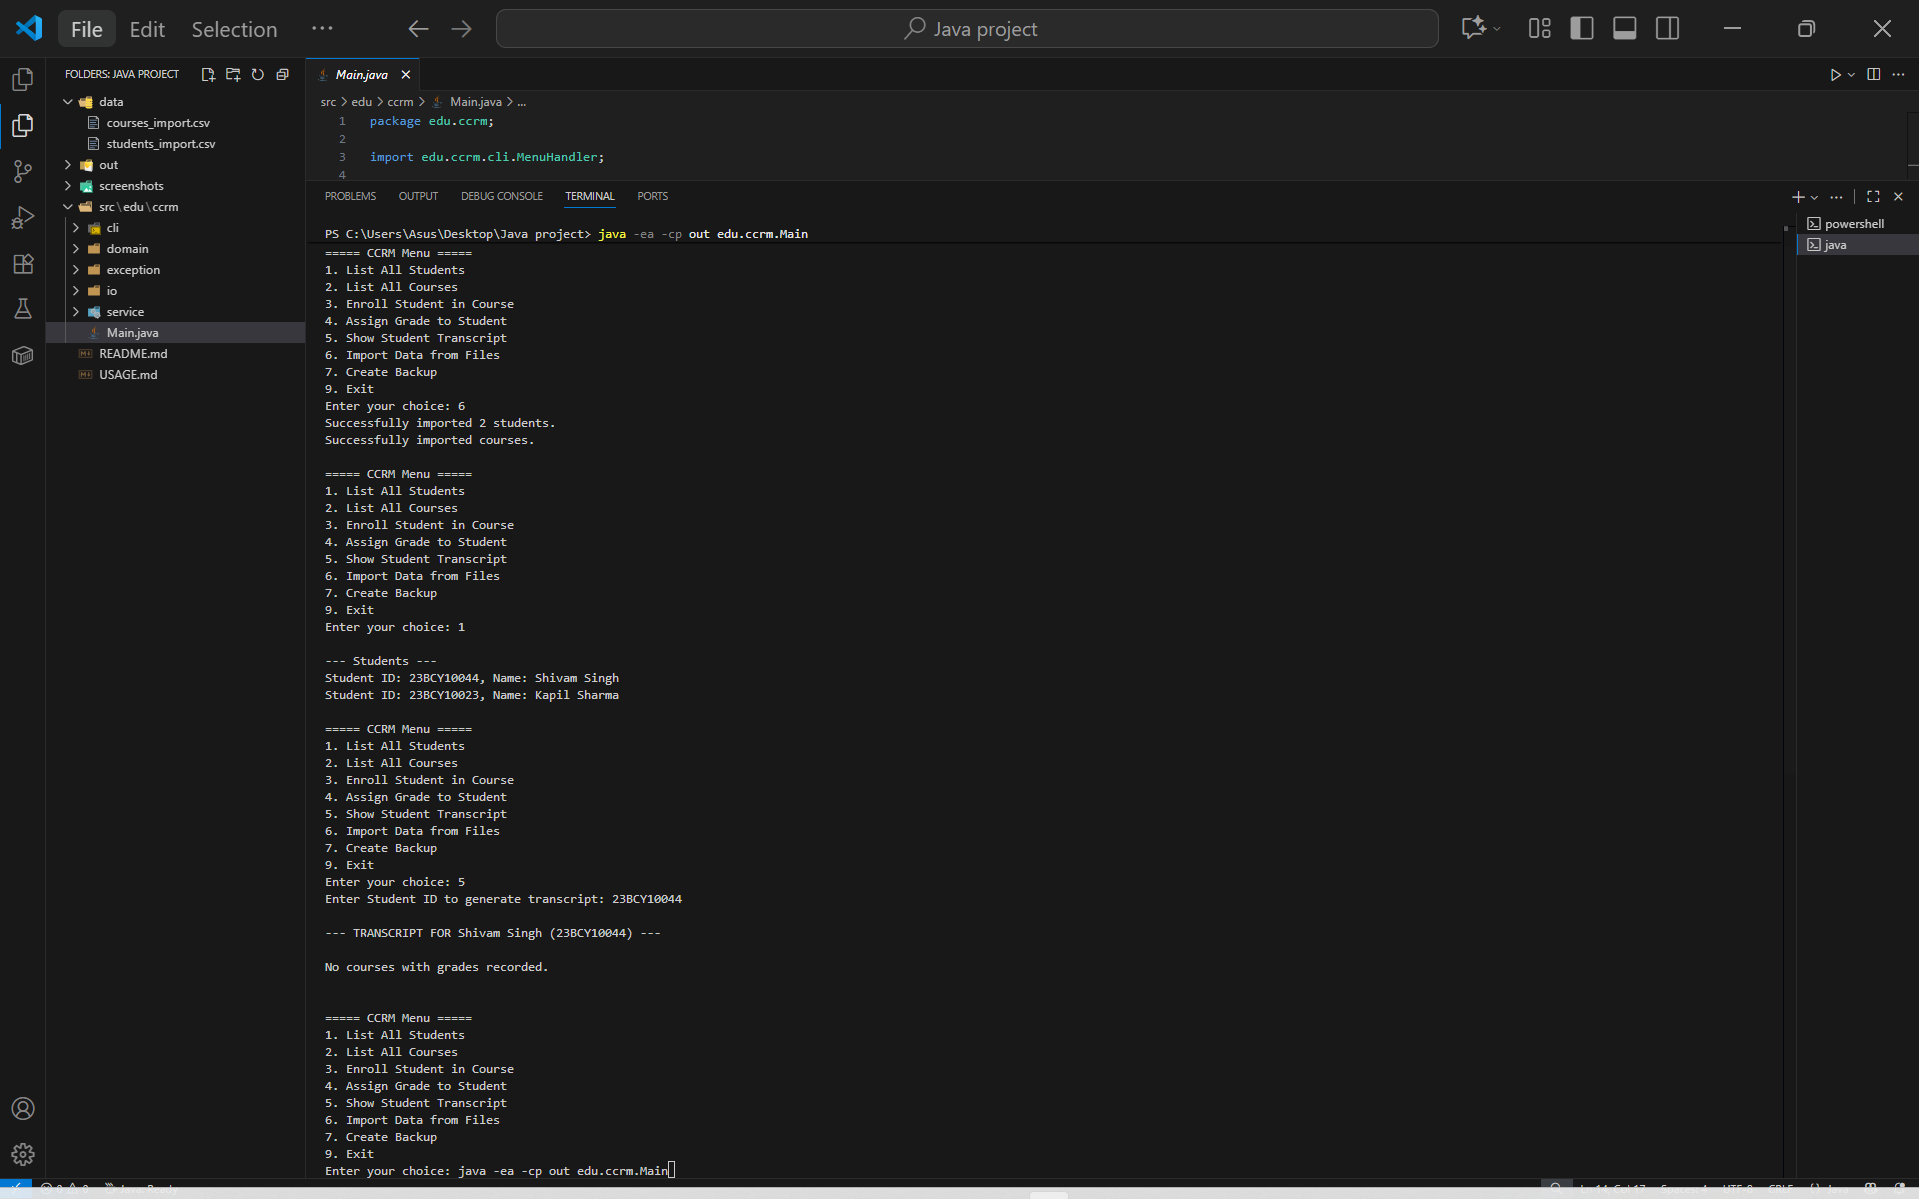 File Edit Selection ··· Java project
FOLDERS: JAVA PROJECT
data
courses_import.csv
students_import.csv
out
screenshots
src\edu\ccrm
cli
domain
exception
io
service
Main.java
README.md
USAGE.md
Main.java
src > edu > ccrm > Main.java > ...
1 package edu.ccrm;
2
3 import edu.ccrm.cli.MenuHandler;
4
PROBLEMS OUTPUT DEBUG CONSOLE TERMINAL PORTS
powershell
java
PS C:\Users\Asus\Desktop\Java project> java -ea -cp out edu.ccrm.Main
===== CCRM Menu =====
1. List All Students
2. List All Courses
3. Enroll Student in Course
4. Assign Grade to Student
5. Show Student Transcript
6. Import Data from Files
7. Create Backup
9. Exit
Enter your choice: 6
Successfully imported 2 students.
Successfully imported courses.
===== CCRM Menu =====
1. List All Students
2. List All Courses
3. Enroll Student in Course
4. Assign Grade to Student
5. Show Student Transcript
6. Import Data from Files
7. Create Backup
9. Exit
Enter your choice: 1
--- Students ---
Student ID: 23BCY10044, Name: Shivam Singh
Student ID: 23BCY10023, Name: Kapil Sharma
===== CCRM Menu =====
1. List All Students
2. List All Courses
3. Enroll Student in Course
4. Assign Grade to Student
5. Show Student Transcript
6. Import Data from Files
7. Create Backup
9. Exit
Enter your choice: 5
Enter Student ID to generate transcript: 23BCY10044
--- TRANSCRIPT FOR Shivam Singh (23BCY10044) ---
No courses with grades recorded.
===== CCRM Menu =====
1. List All Students
2. List All Courses
3. Enroll Student in Course
4. Assign Grade to Student
5. Show Student Transcript
6. Import Data from Files
7. Create Backup
9. Exit
Enter your choice: java -ea -cp out edu.ccrm.Main